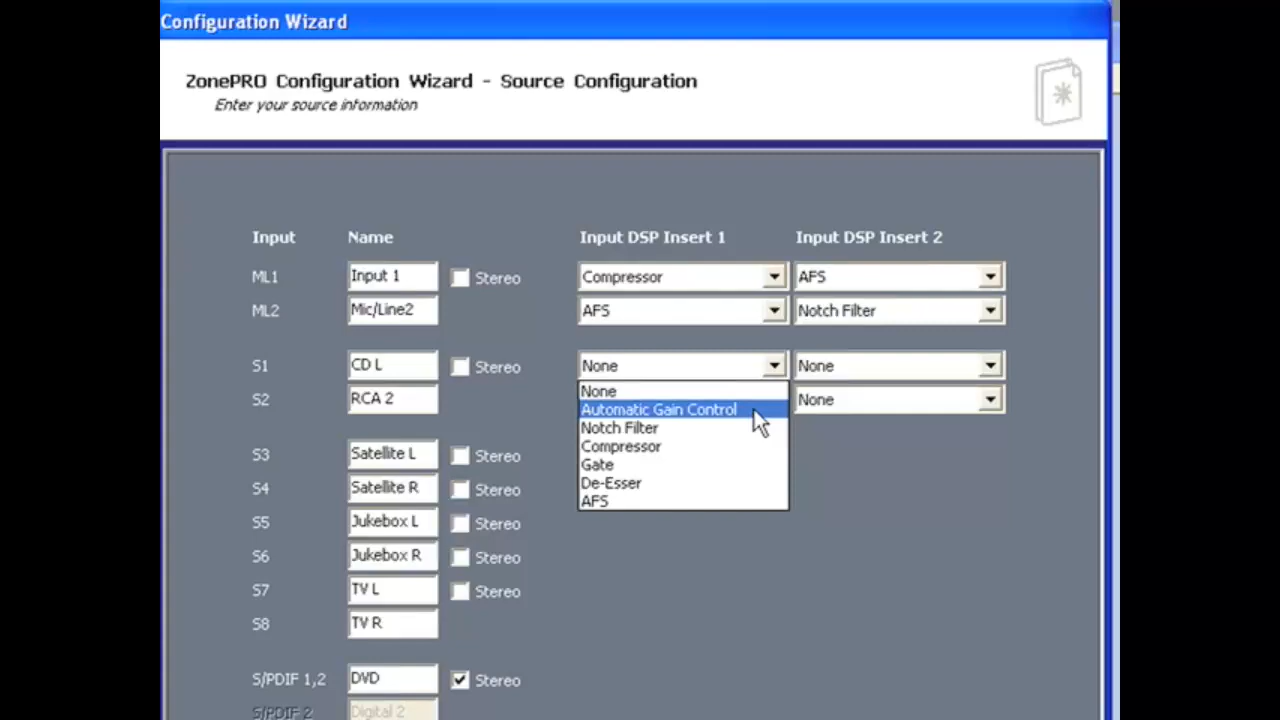 Configuration Wizard
ZonePRO Configuration Wizard - Source Configuration
Enter your source information
Input Name Input DSP Insert 1 Input DSP Insert 2
ML1 Input 1 Stereo Compressor AFS
ML2 Mic/Line2 AFS Notch Filter
S1 CD L Stereo None None
None
S2 RCA 2 Automatic Gain Control None
Notch Filter
Compressor
S3 Satellite L Stereo Gate
De-Esser
S4 Satellite R Stereo AFS
S5 Jukebox L Stereo
S6 Jukebox R Stereo
S7 TV L Stereo
S8 TV R
S/PDIF 1,2 DVD Stereo
S/PDIF 2 Digital 2